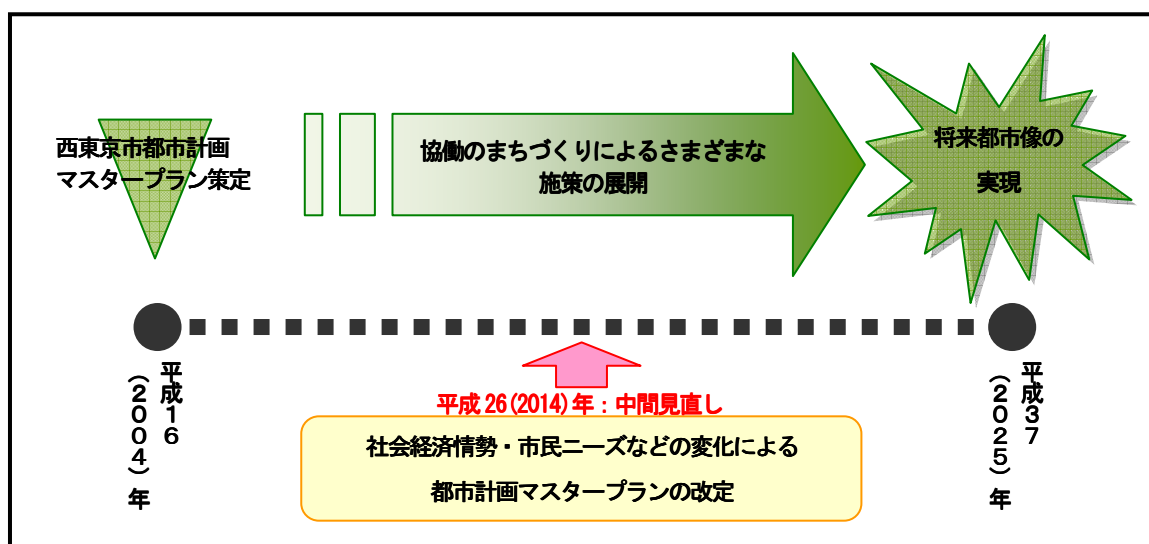 西東京市都市計画
マスタープラン策定
協働のまちづくりによるさまざまな
施策の展開
将来都市像の
実現
平成16
(2004)年
平成26(2014)年：中間見直し
社会経済情勢・市民ニーズなどの変化による
都市計画マスタープランの改定
平成37
(2025)年